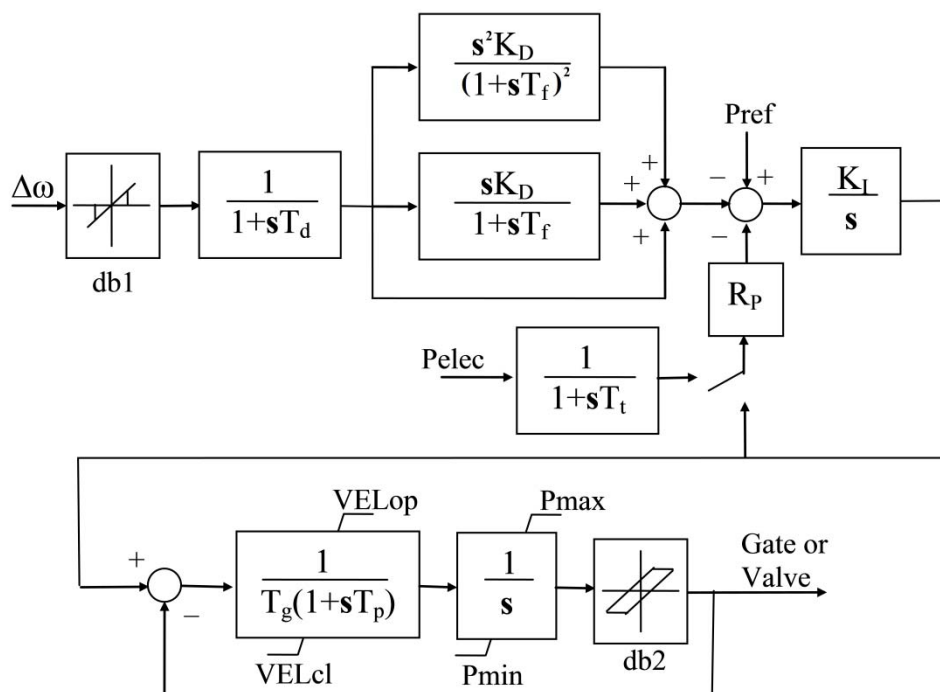 s²K_D
(1+sT_f)²
Pref
Δω
1
1+sT_d
sK_D
1+sT_f
K_I
s
db1
+
+
+
−
+
−
R_P
Pelec
1
1+sT_t
VELop
Pmax
+
−
1
T_g(1+sT_p)
1
s
Gate or
Valve
VELcl
Pmin
db2